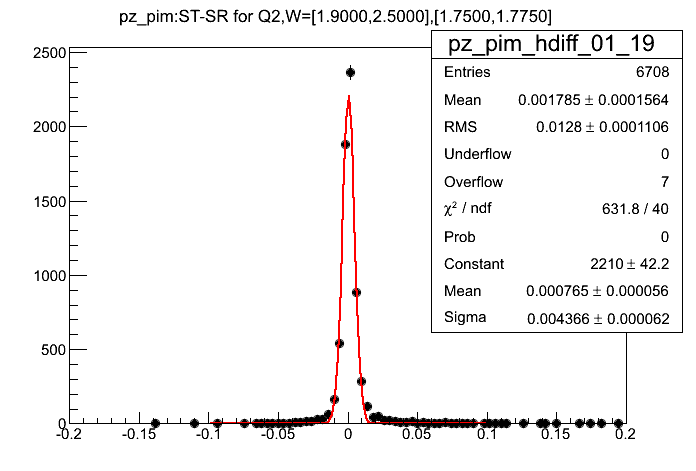 pz_pim:ST-SR for Q2,W=[1.9000,2.5000],[1.7500,1.7750]
pz_pim_hdiff_01_19
Entries 6708
Mean 0.001785 ± 0.0001564
RMS 0.0128 ± 0.0001106
Underflow 0
Overflow 7
χ² / ndf 631.8 / 40
Prob 0
Constant 2210 ± 42.2
Mean 0.000765 ± 0.000056
Sigma 0.004366 ± 0.000062
2500
2000
1500
1000
500
0
-0.2 -0.15 -0.1 -0.05 0 0.05 0.1 0.15 0.2